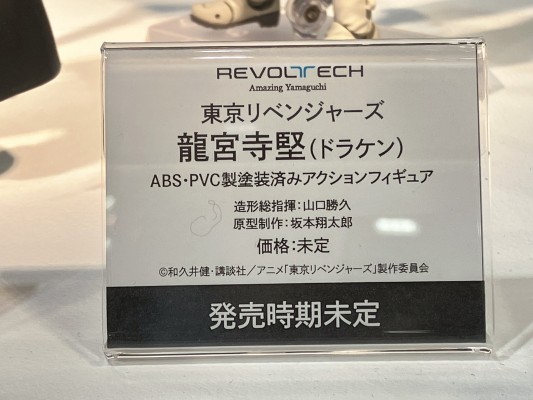 REVOLTECH
Amazing Yamaguchi
東京リベンジャーズ
龍宮寺堅(ドラケン)
ABS・PVC製塗装済みアクションフィギュア
造形総指揮:山口勝久
原型制作:坂本翔太郎
価格:未定
©和久井健・講談社／アニメ「東京リベンジャーズ」製作委員会
発売時期未定